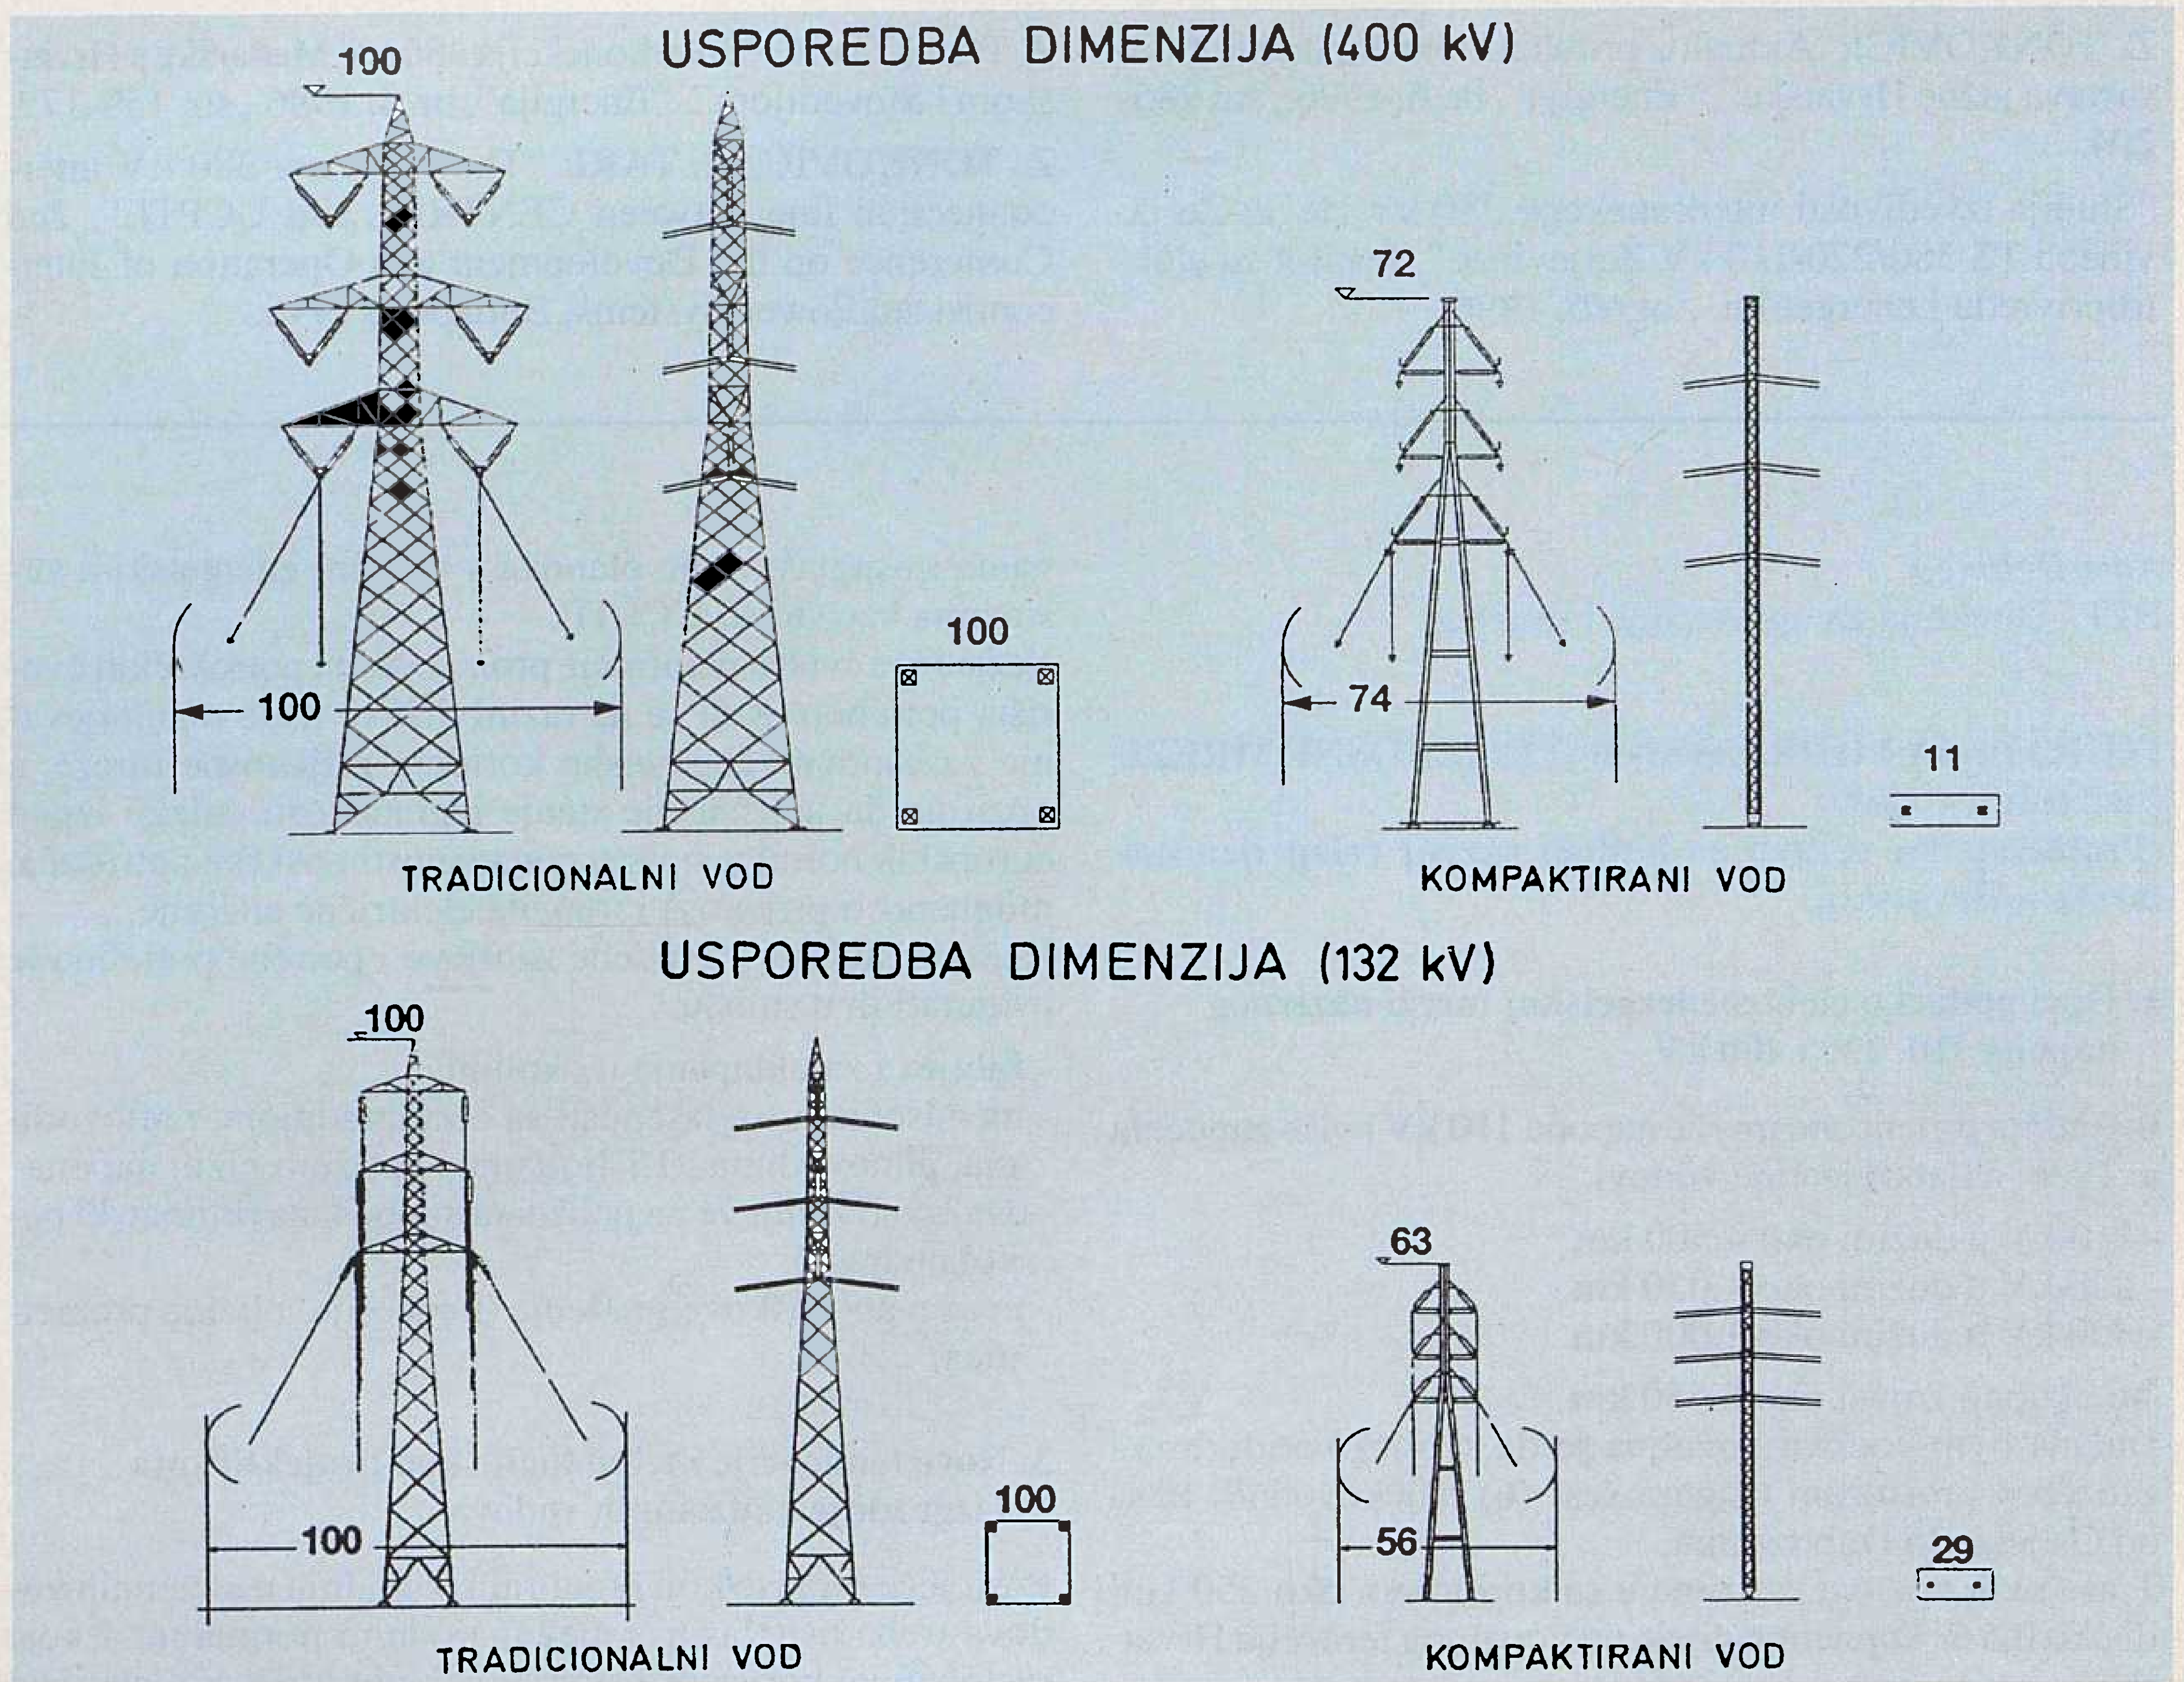 USPOREDBA DIMENZIJA (400 kV)
100
72
100
100
74
11
TRADICIONALNI VOD
KOMPAKTIRANI VOD
USPOREDBA DIMENZIJA (132 kV)
100
63
100
100
56
29
TRADICIONALNI VOD
KOMPAKTIRANI VOD